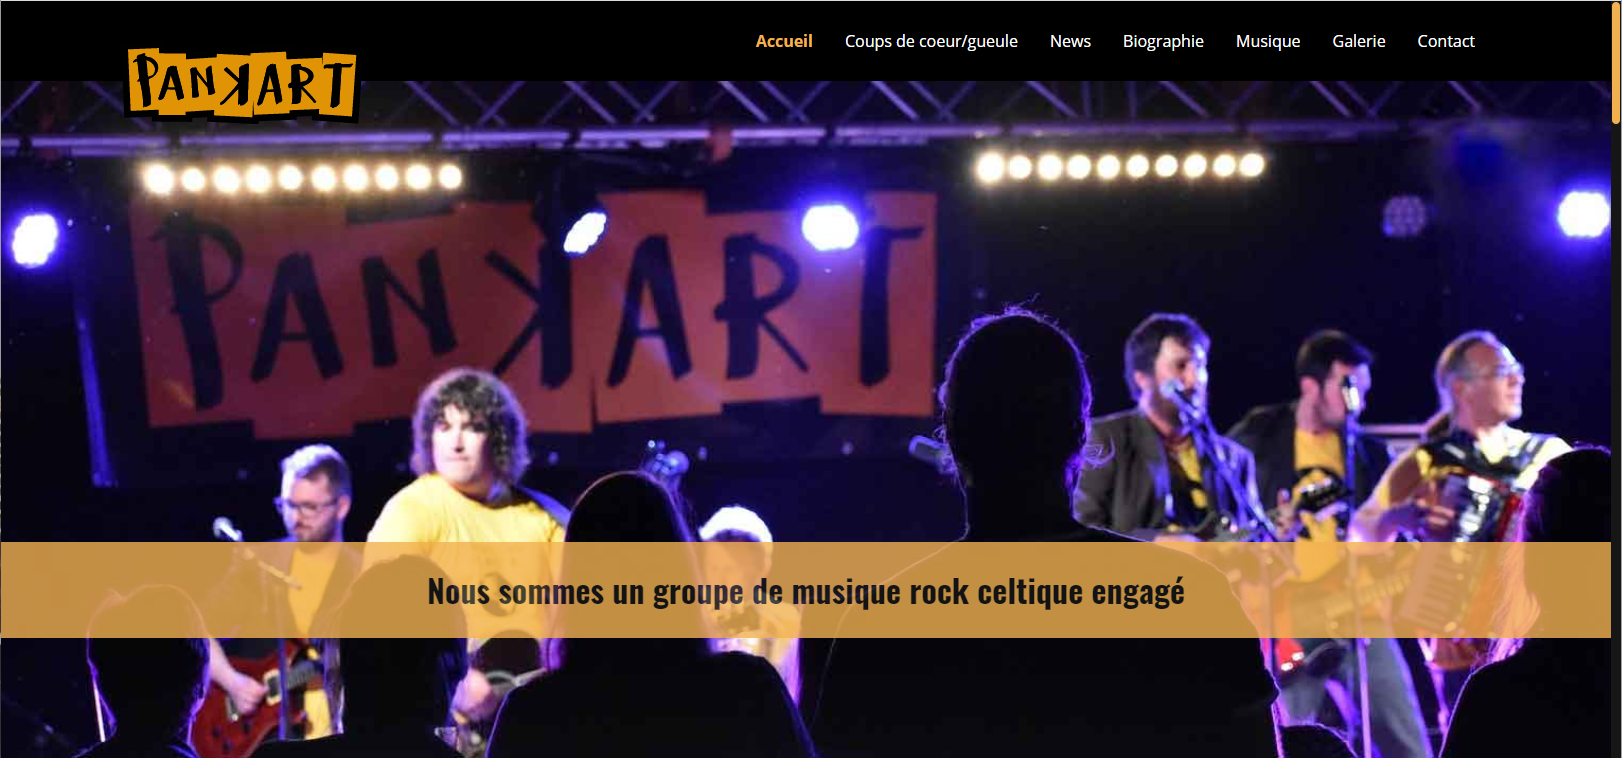 PANKART
Accueil
Coups de coeur/gueule
News
Biographie
Musique
Galerie
Contact
PANKART
Nous sommes un groupe de musique rock celtique engagé